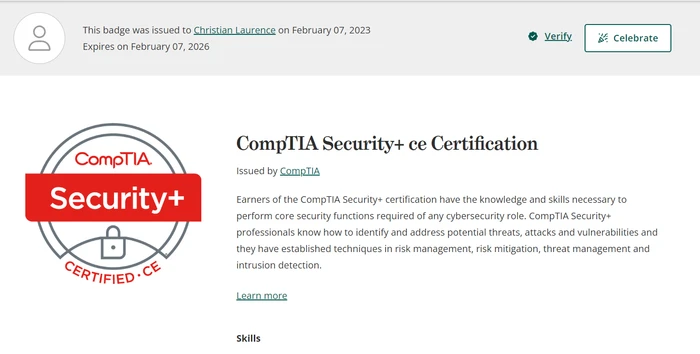 This badge was issued to Christian Laurence on February 07, 2023
Expires on February 07, 2026
Verify
Celebrate
CompTIA Security+ ce Certification
Issued by CompTIA
CompTIA.
Security+
CERTIFIED·CE
Earners of the CompTIA Security+ certification have the knowledge and skills necessary to
perform core security functions required of any cybersecurity role. CompTIA Security+
professionals know how to identify and address potential threats, attacks and vulnerabilities and
they have established techniques in risk management, risk mitigation, threat management and
intrusion detection.
Learn more
Skills